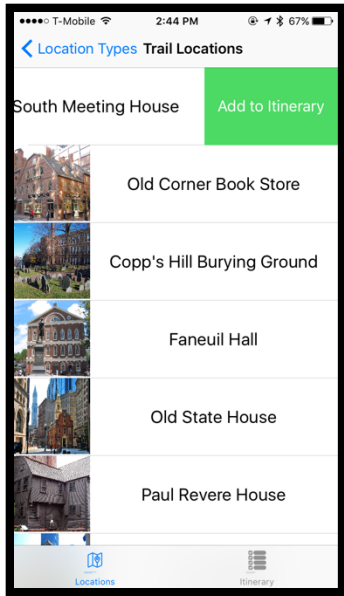 T-Mobile 2:44 PM 67%
Location Types Trail Locations
South Meeting House Add to Itinerary
Old Corner Book Store
Copp's Hill Burying Ground
Faneuil Hall
Old State House
Paul Revere House
Locations Itinerary